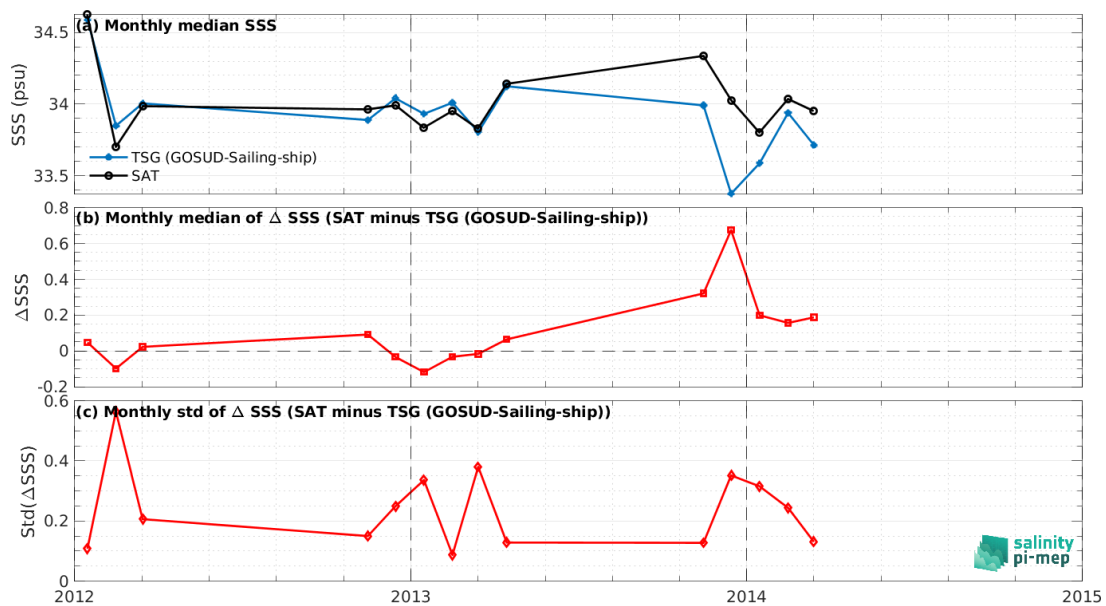 (a) Monthly median SSS
34.5
34
33.5
SSS (psu)
TSG (GOSUD-Sailing-ship)
SAT
(b) Monthly median of Δ SSS (SAT minus TSG (GOSUD-Sailing-ship))
0.8
0.6
0.4
0.2
0
-0.2
ΔSSS
(c) Monthly std of Δ SSS (SAT minus TSG (GOSUD-Sailing-ship))
0.6
0.4
0.2
0
Std(ΔSSS)
salinity
pi-mep
2012 2013 2014 2015